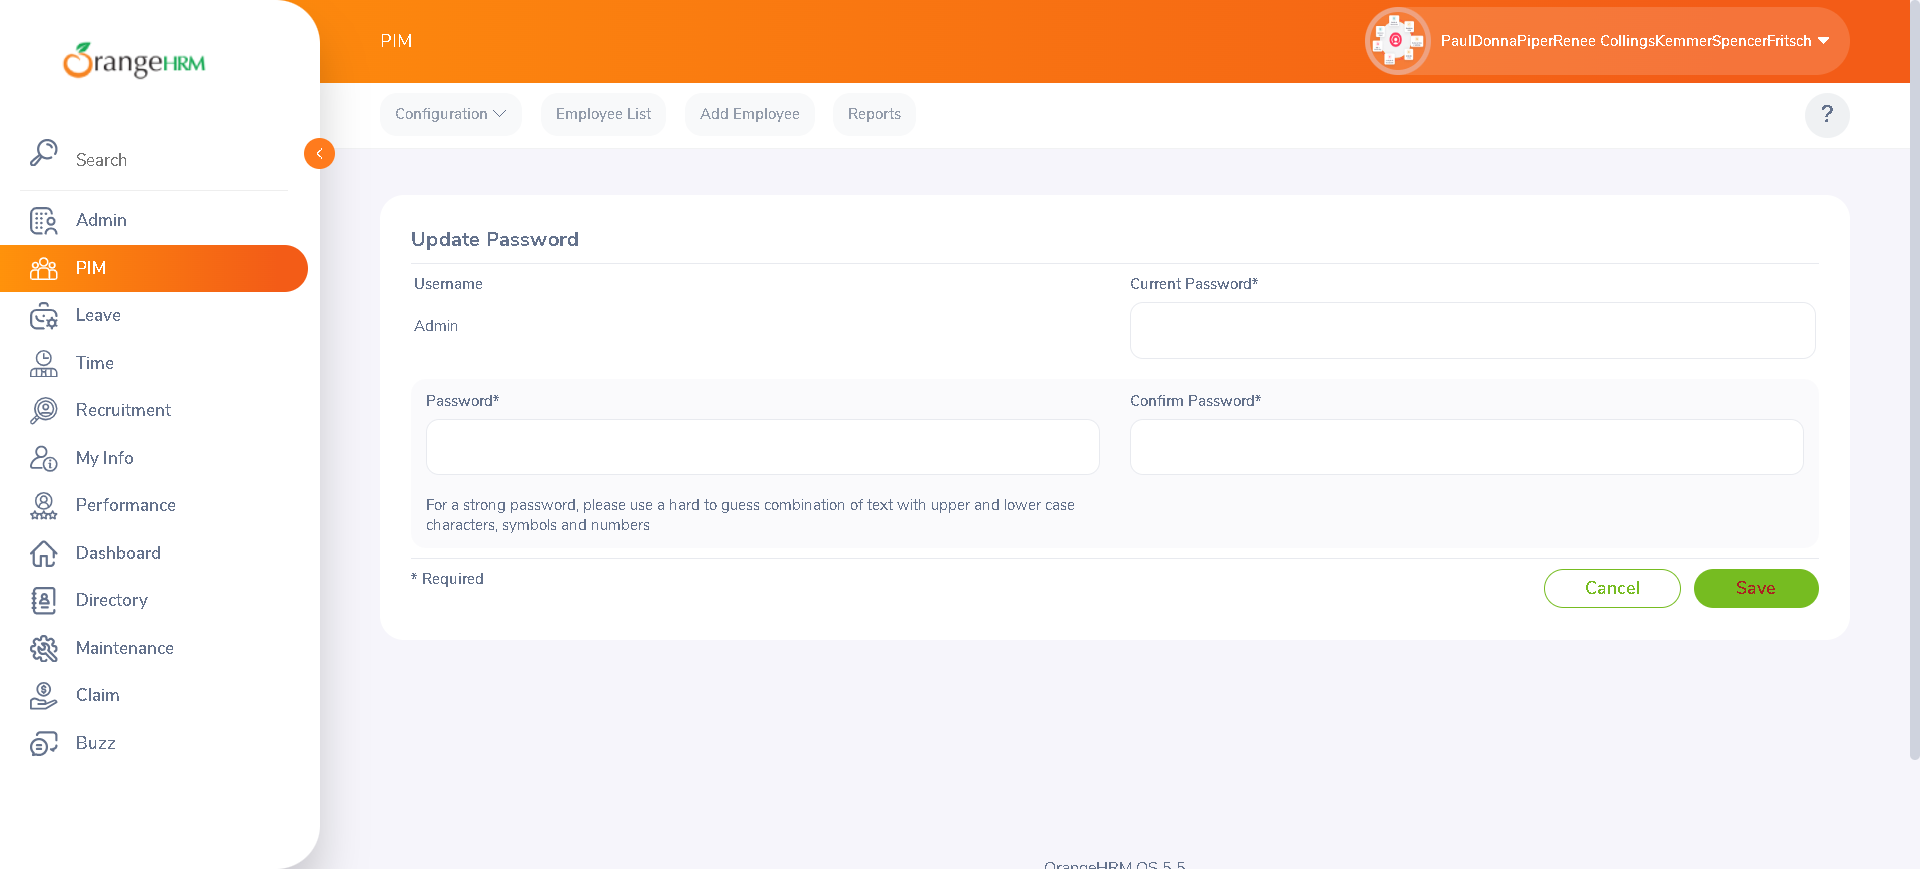 OrangeHRM
Search
Admin
PIM
Leave
Time
Recruitment
My Info
Performance
Dashboard
Directory
Maintenance
Claim
Buzz
PIM
PaulDonnaPiperRenee CollingsKemmerSpencerFritsch
Configuration
Employee List
Add Employee
Reports
?
Update Password
Username
Admin
Current Password*
Password*
Confirm Password*
For a strong password, please use a hard to guess combination of text with upper and lower case
characters, symbols and numbers
* Required
Cancel
Save
OrangeHRM OS 5.5